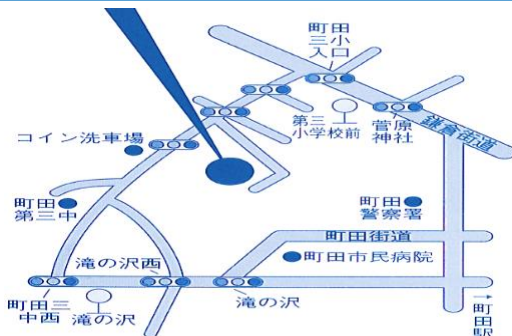 町田
三小
入口
第三
小学校前
菅原
神社
鎌倉街道
コイン洗車場
町田
第三中
町田
警察署
町田街道
町田市民病院
滝の沢西
滝の沢
町田三
中西
滝の沢
→
町
田
駅